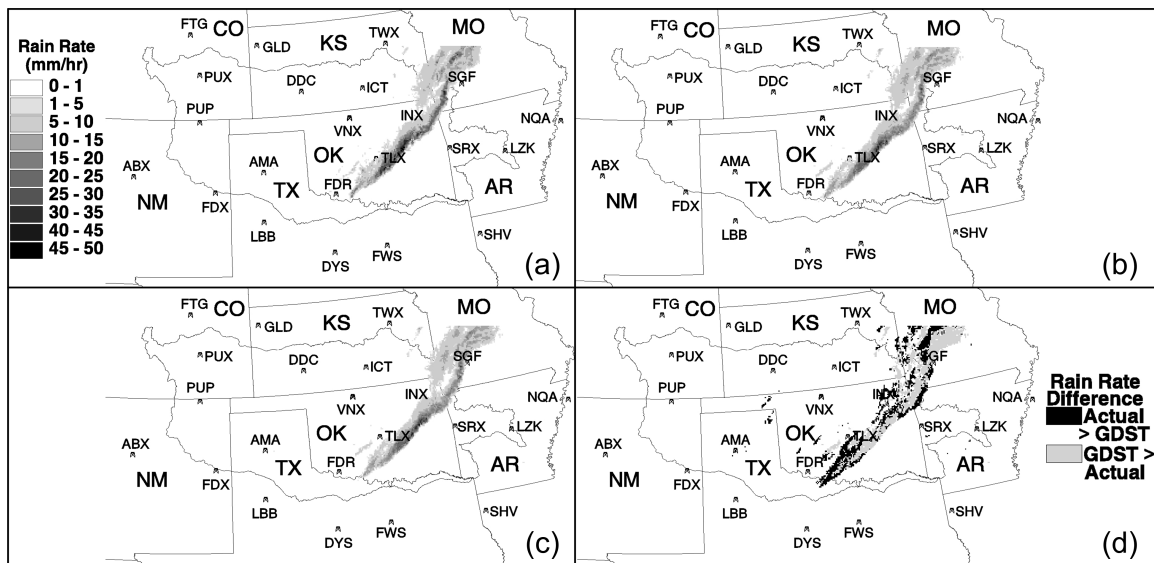 FTG CO MO
GLD KS TWX
Rain Rate
(mm/hr)
0 - 1
1 - 5
5 - 10
10 - 15
15 - 20
20 - 25
25 - 30
30 - 35
40 - 45
45 - 50
PUX DDC ICT SGF
PUP VNX INX NQA
ABX AMA OK TLX SRX LZK
NM FDX TX FDR AR
LBB SHV
DYS FWS (a)
FTG CO MO
GLD KS TWX
PUX DDC ICT SGF
PUP VNX INX NQA
ABX AMA OK TLX SRX LZK
NM FDX TX FDR AR
LBB SHV
DYS FWS (b)
FTG CO MO
GLD KS TWX
PUX DDC ICT SGF
PUP VNX INX NQA
ABX AMA OK TLX SRX LZK
NM FDX TX FDR AR
LBB SHV
DYS FWS (c)
FTG CO MO
GLD KS TWX
PUX DDC ICT SGF
PUP VNX INX NQA
ABX AMA OK TLX SRX LZK
NM FDX TX FDR AR
LBB SHV
DYS FWS (d)
Rain Rate
Difference
Actual
> GDST
GDST >
Actual